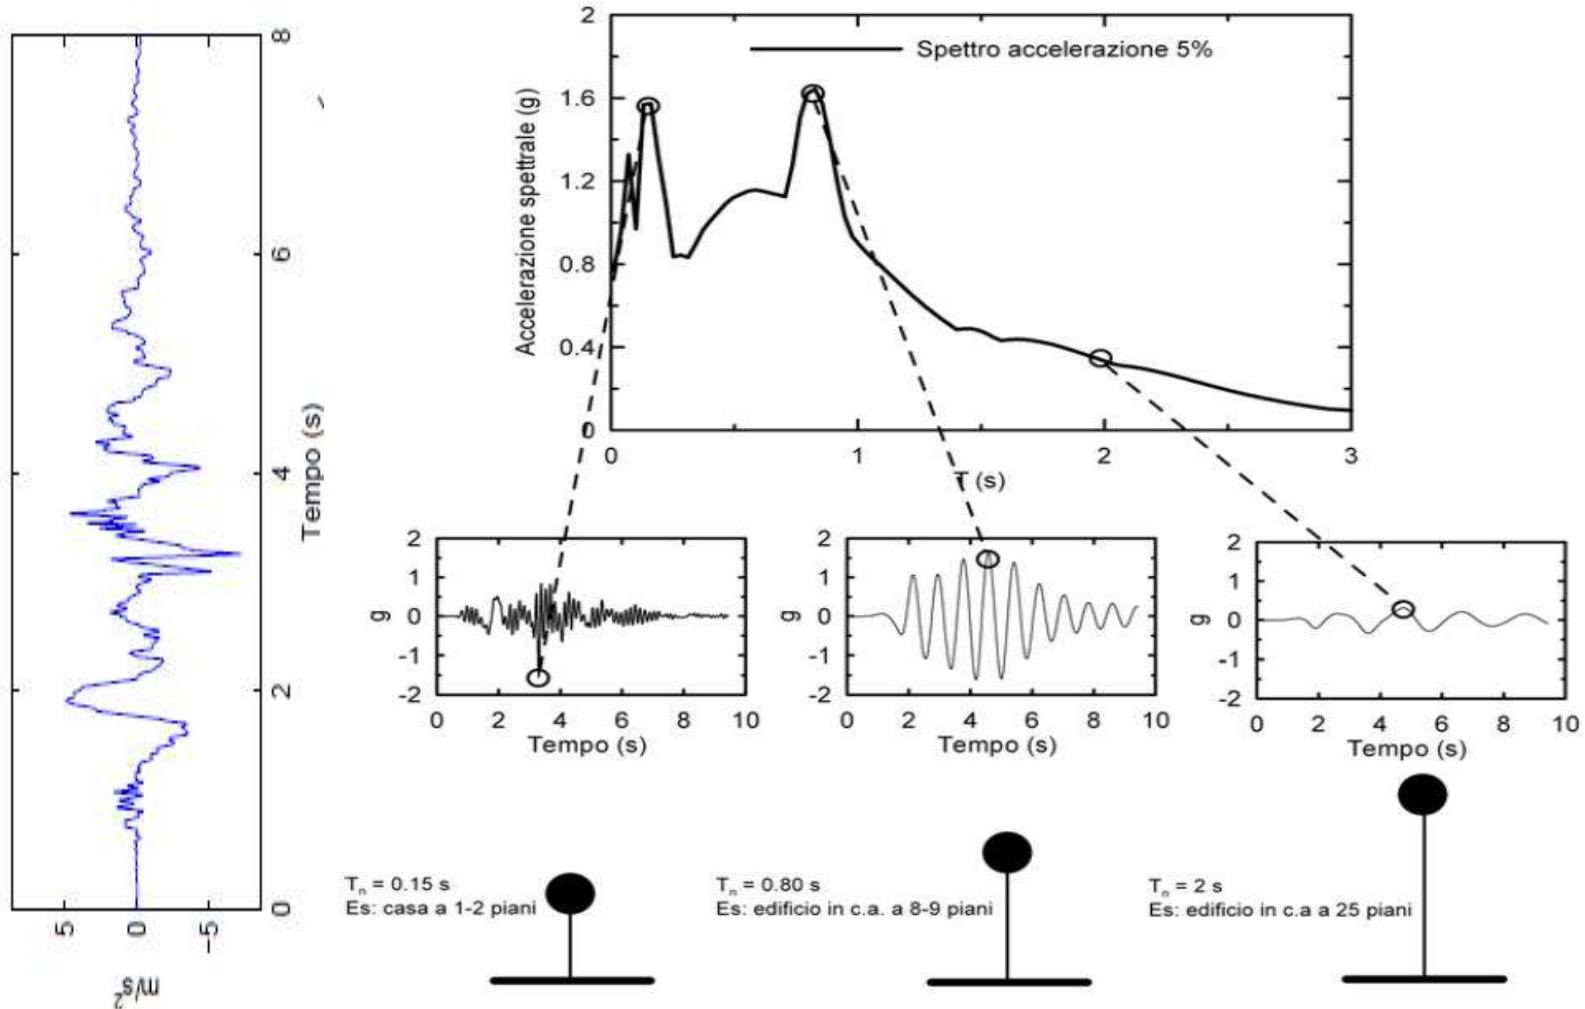 8
6
4
2
0
Tempo (s)
5
0
-5
m/s²
2
1.6
1.2
0.8
0.4
0
Accelerazione spettrale (g)
Spettro accelerazione 5%
0
1
2
3
T (s)
2
1
0
-1
-2
g
0 2 4 6 8 10
Tempo (s)
2
1
0
-1
-2
g
0 2 4 6 8 10
Tempo (s)
2
1
0
-1
-2
g
0 2 4 6 8 10
Tempo (s)
Tₙ = 0.15 s
Es: casa a 1-2 piani
Tₙ = 0.80 s
Es: edificio in c.a. a 8-9 piani
Tₙ = 2 s
Es: edificio in c.a a 25 piani